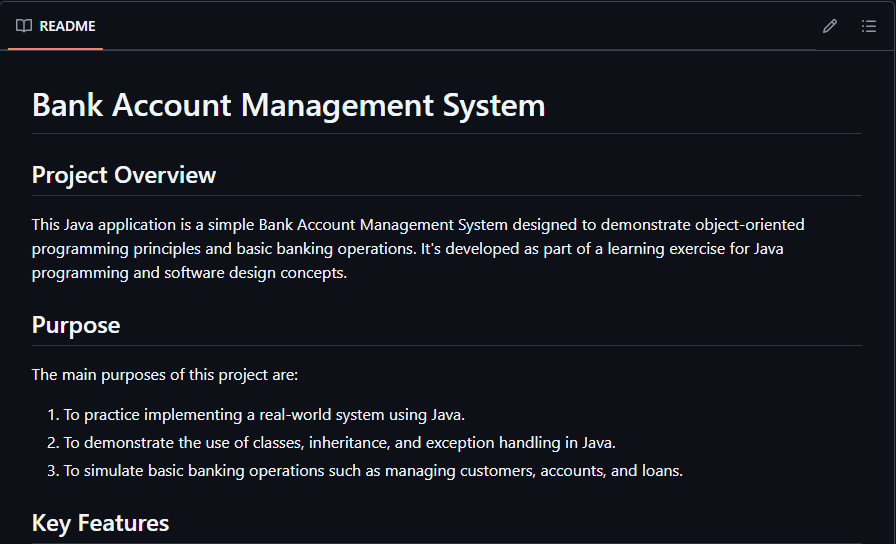 README
Bank Account Management System
Project Overview
This Java application is a simple Bank Account Management System designed to demonstrate object-oriented
programming principles and basic banking operations. It's developed as part of a learning exercise for Java
programming and software design concepts.
Purpose
The main purposes of this project are:
1. To practice implementing a real-world system using Java.
2. To demonstrate the use of classes, inheritance, and exception handling in Java.
3. To simulate basic banking operations such as managing customers, accounts, and loans.
Key Features